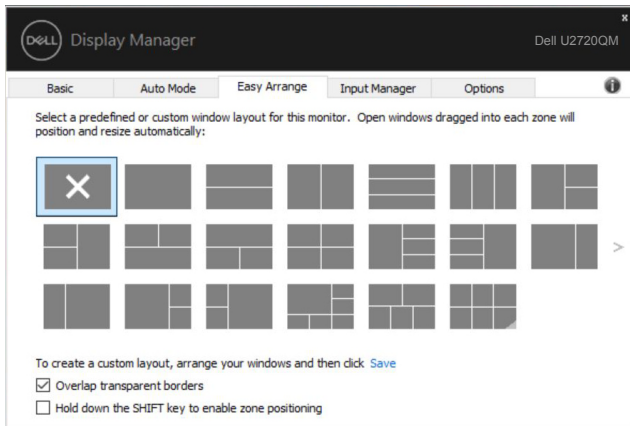 x
DELL Display Manager
Dell U2720QM
Basic Auto Mode Easy Arrange Input Manager Options i
Select a predefined or custom window layout for this monitor. Open windows dragged into each zone will
position and resize automatically:
>
To create a custom layout, arrange your windows and then click Save
Overlap transparent borders
Hold down the SHIFT key to enable zone positioning